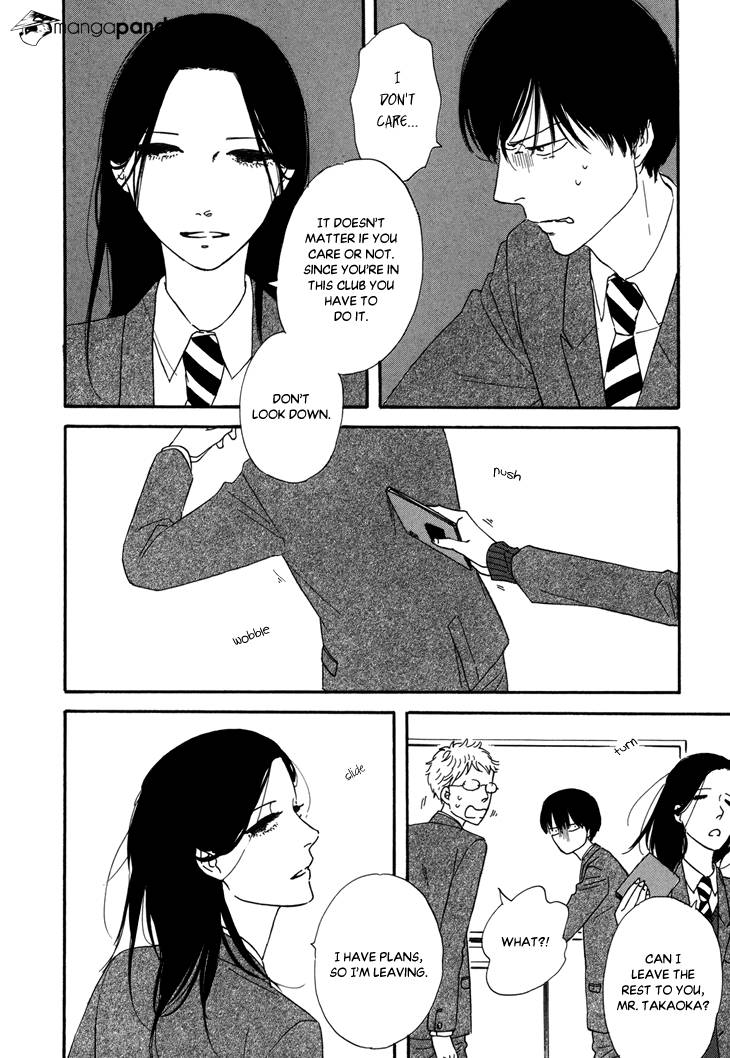 mangapanda
I
DON'T
CARE...
IT DOESN'T
MATTER IF YOU
CARE OR NOT.
SINCE YOU'RE IN
THIS CLUB YOU
HAVE TO
DO IT.
DON'T
LOOK DOWN.
push
wobble
turn
CAN I
LEAVE THE
REST TO YOU,
MR. TAKAOKA?
WHAT?!
slide
I HAVE PLANS,
SO I'M LEAVING.